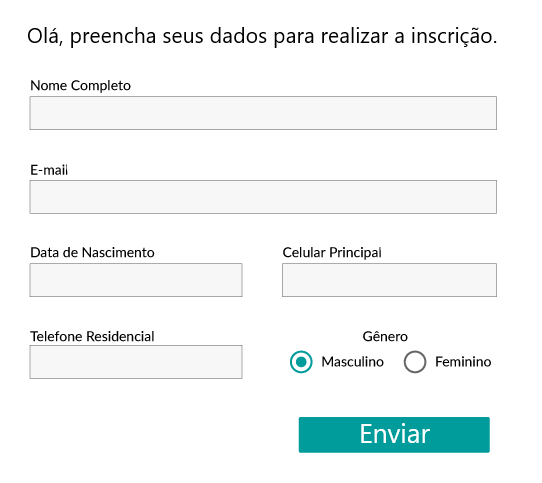 Olá, preencha seus dados para realizar a inscrição.
Nome Completo
E-mail
Data de Nascimento
Celular Principal
Telefone Residencial
Gênero
Masculino
Feminino
Enviar